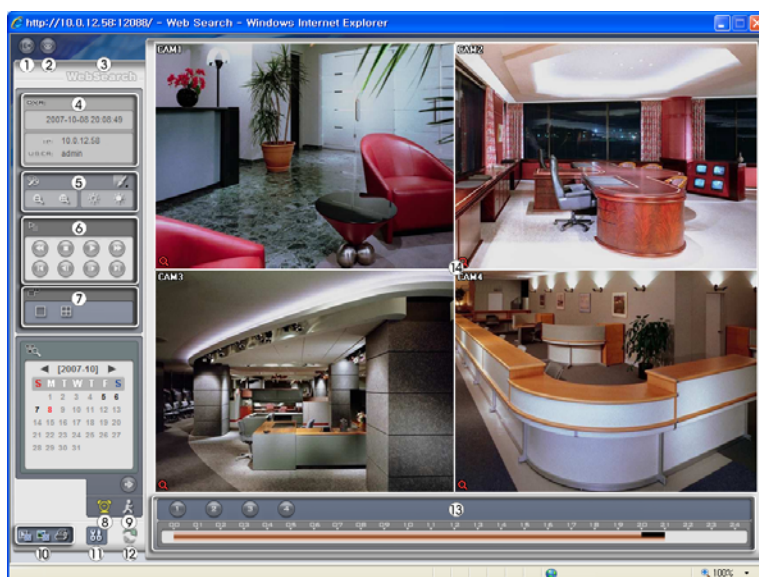 http://10.0.12.58:12088/ - Web Search - Windows Internet Explorer
① ② ③
WebSearch
④
2007-10-08 20:08:49
10.0.12.58
USER: admin
⑤
⑥
⑦
[2007-10]
S M T W T F S
1 2 3 4 5 6
7 8 9 10 11 12 13
14 15 16 17 18 19 20
21 22 23 24 25 26 27
28 29 30 31
⑧ ⑨
⑩ ⑪ ⑫
CAM1
CAM2
CAM3
CAM4
⑭
1 2 3 4
⑬
00 01 02 03 04 05 06 07 08 09 10 11 12 13 14 15 16 17 18 19 20 21 22 23 24
100%